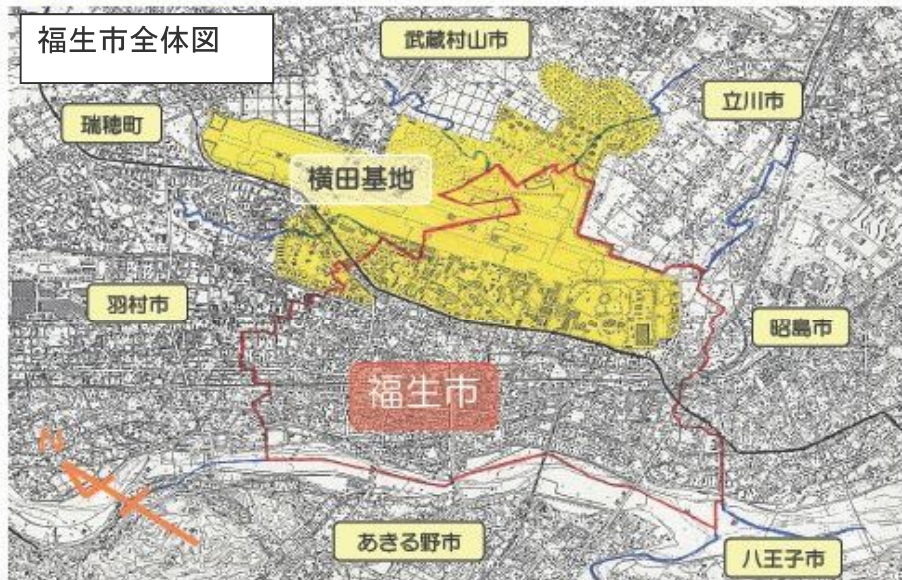 福生市全体図
武蔵村山市
立川市
瑞穂町
横田基地
羽村市
昭島市
福生市
N
あきる野市
八王子市